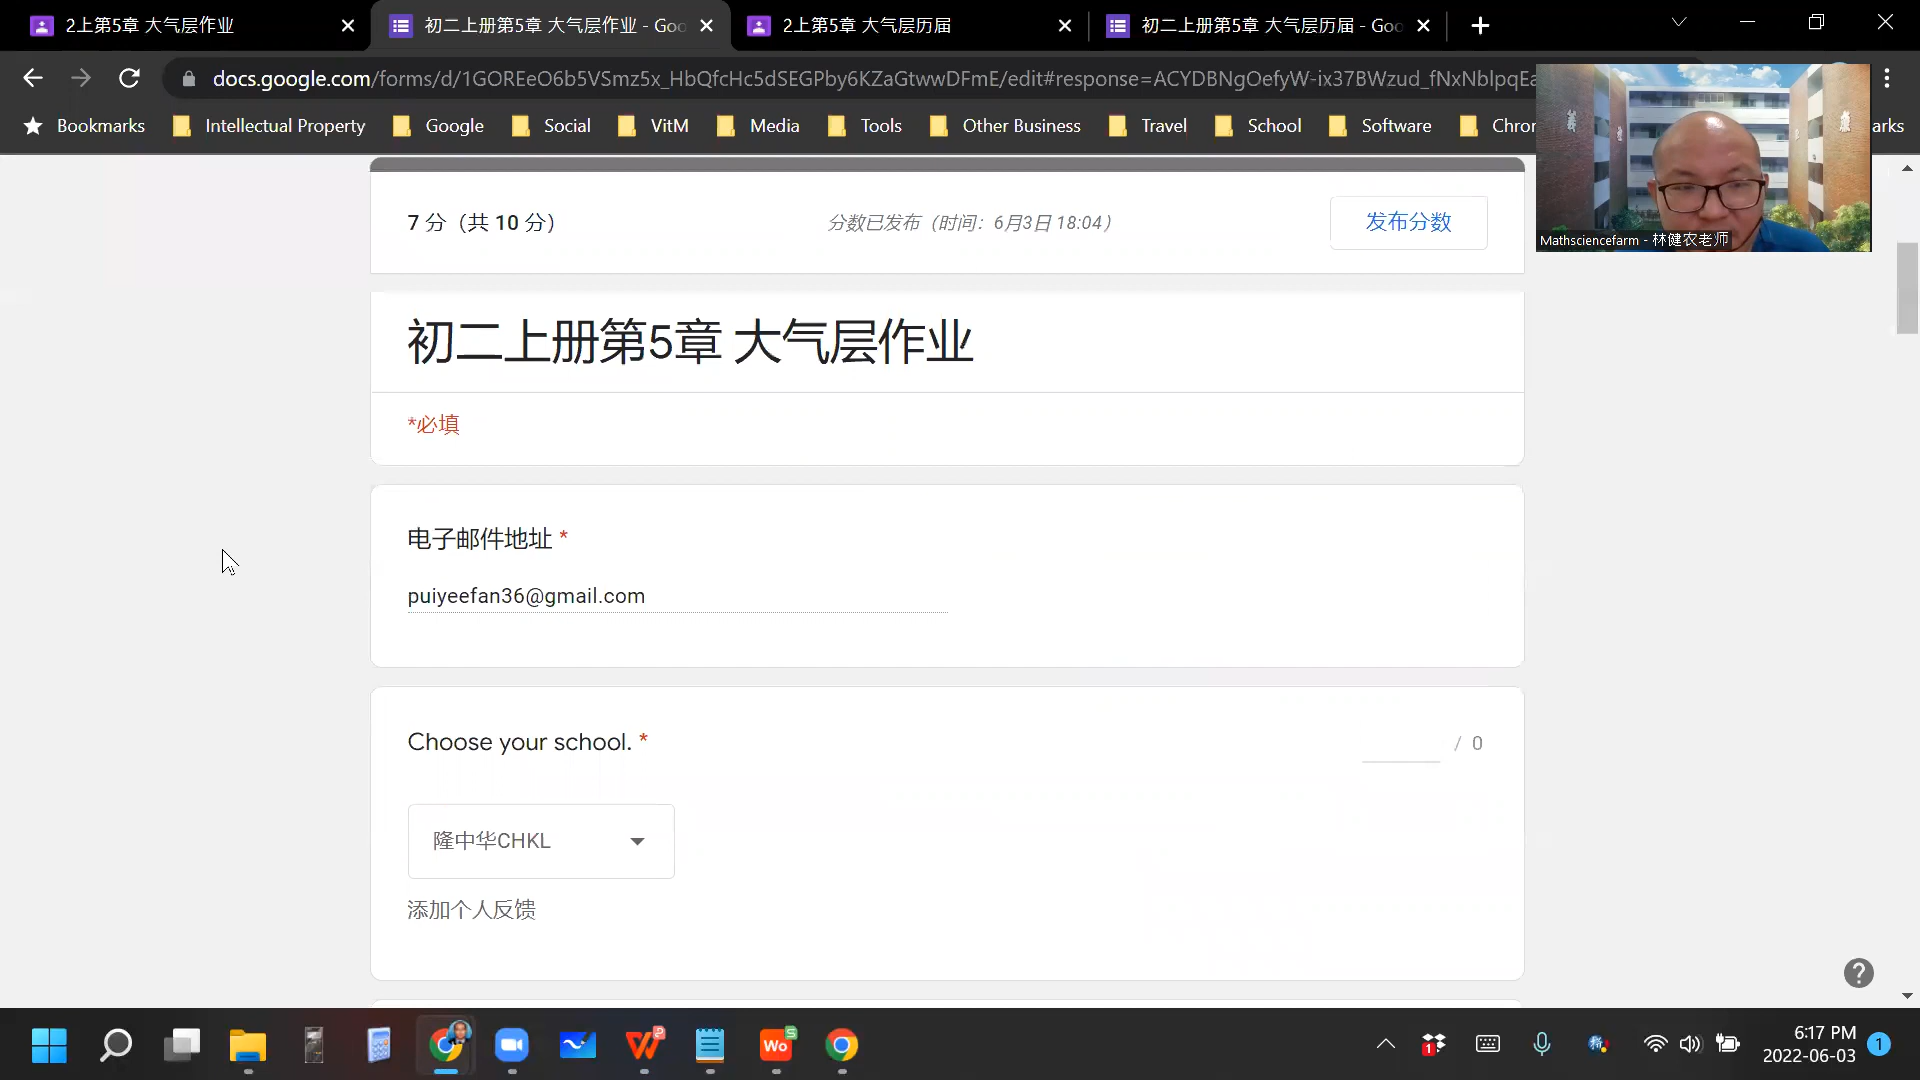 2上第5章 大气层作业
初二上册第5章 大气层作业 - Goo
2上第5章 大气层历届
初二上册第5章 大气层历届 - Goo
docs.google.com/forms/d/1GOREeO6b5VSmz5x_HbQfcHc5dSEGPby6KZaGtwwDFmE/edit#response=ACYDBNgOefyW-ix37BWzud_fNxNblpqEa
Bookmarks
Intellectual Property
Google
Social
VitM
Media
Tools
Other Business
Travel
School
Software
Chror
arks
Mathsciencefarm - 林健农老师
7 分（共 10 分）
分数已发布（时间：6月3日 18:04）
发布分数
初二上册第5章 大气层作业
*必填
电子邮件地址 *
puiyeefan36@gmail.com
Choose your school. *
/ 0
隆中华CHKL
添加个人反馈
6:17 PM
2022-06-03
1